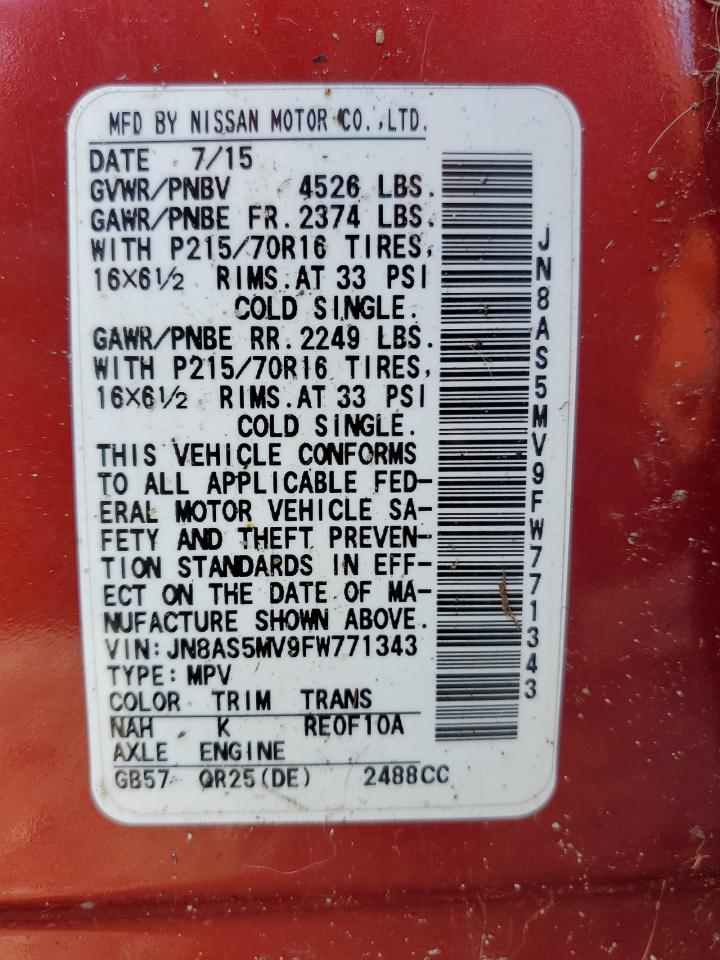 MFD BY NISSAN MOTOR CO.,LTD.
DATE 7/15
GVWR/PNBV 4526 LBS.
GAWR/PNBE FR.2374 LBS.
WITH P215/70R16 TIRES,
16×6½ RIMS.AT 33 PSI
COLD SINGLE.
GAWR/PNBE RR.2249 LBS.
WITH P215/70R16 TIRES,
16×6½ RIMS.AT 33 PSI
COLD SINGLE.
THIS VEHICLE CONFORMS
TO ALL APPLICABLE FED-
ERAL MOTOR VEHICLE SA-
FETY AND THEFT PREVEN-
TION STANDARDS IN EFF-
ECT ON THE DATE OF MA-
NUFACTURE SHOWN ABOVE.
VIN:JN8AS5MV9FW771343
TYPE:MPV
COLOR TRIM TRANS
NAH K RE0F10A
AXLE ENGINE
GB57 QR25(DE) 2488CC
JN8AS5MV9FW771343